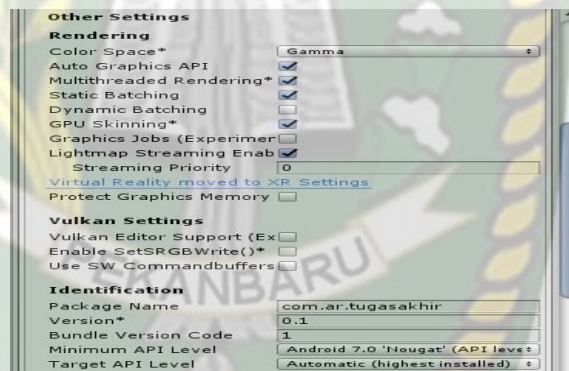 Other Settings
Rendering
Color Space* Gamma
Auto Graphics API
Multithreaded Rendering*
Static Batching
Dynamic Batching
GPU Skinning*
Graphics Jobs (Experimer
Lightmap Streaming Enab
Streaming Priority 0
Virtual Reality moved to XR Settings
Protect Graphics Memory
Vulkan Settings
Vulkan Editor Support (Ex
Enable SetSRGBWrite()*
Use SW Commandbuffers
Identification
Package Name com.ar.tugasakhir
Version* 0.1
Bundle Version Code 1
Minimum API Level Android 7.0 'Nougat' (API leve
Target API Level Automatic (highest installed)
ANBARU